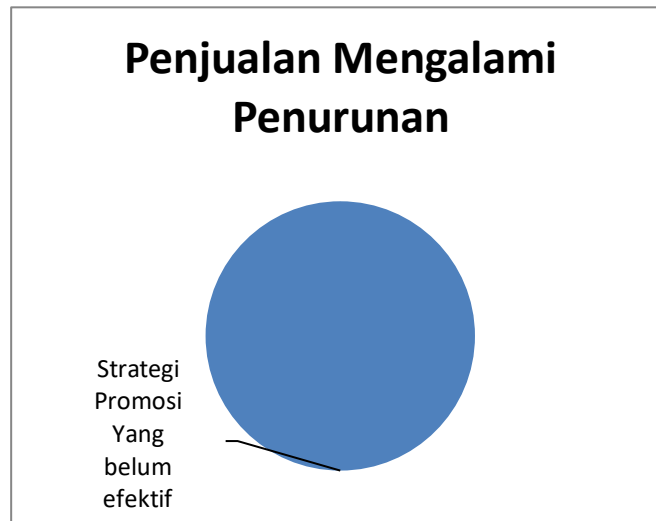 Penjualan Mengalami
Penurunan
Strategi
Promosi
Yang
belum
efektif